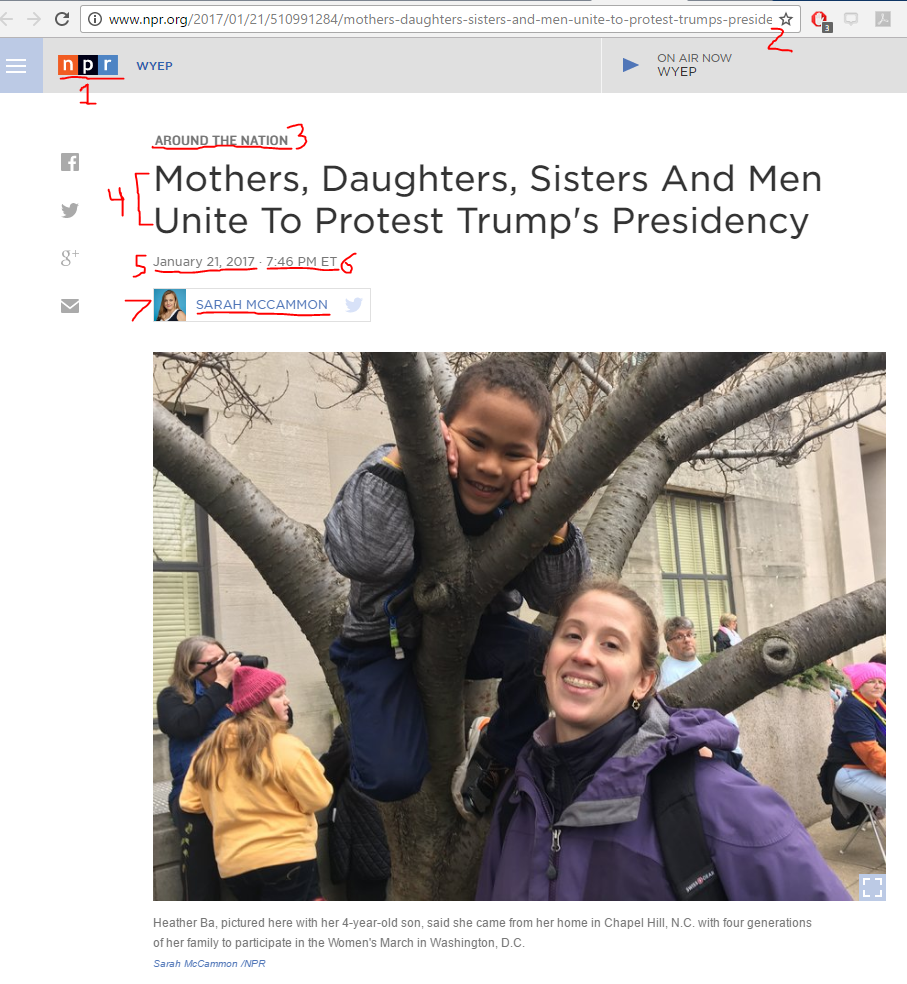 www.npr.org/2017/01/21/510991284/mothers-daughters-sisters-and-men-unite-to-protest-trumps-preside
3
2
npr WYEP
1
ON AIR NOW
WYEP
AROUND THE NATION 3
4
Mothers, Daughters, Sisters And Men
Unite To Protest Trump's Presidency
5 January 21, 2017 · 7:46 PM ET 6
7 SARAH MCCAMMON
g+
Heather Ba, pictured here with her 4-year-old son, said she came from her home in Chapel Hill, N.C. with four generations
of her family to participate in the Women's March in Washington, D.C.
Sarah McCammon /NPR